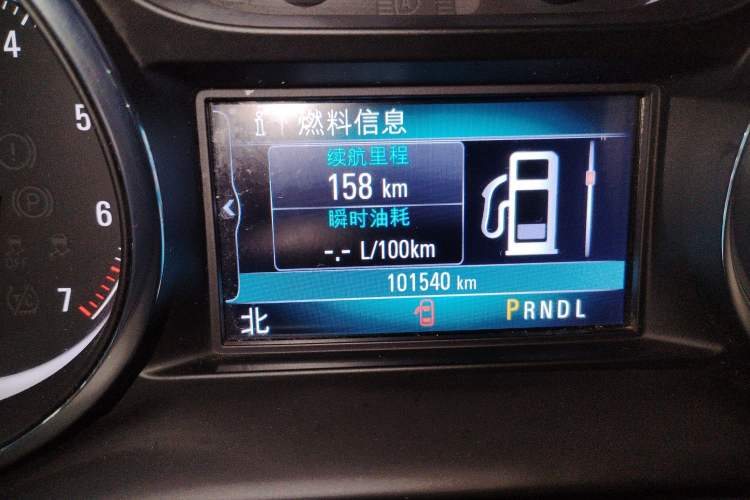 4
5
6
7
i 燃料信息
续航里程
158 km
瞬时油耗
-.- L/100km
101540 km
北
PRNDL